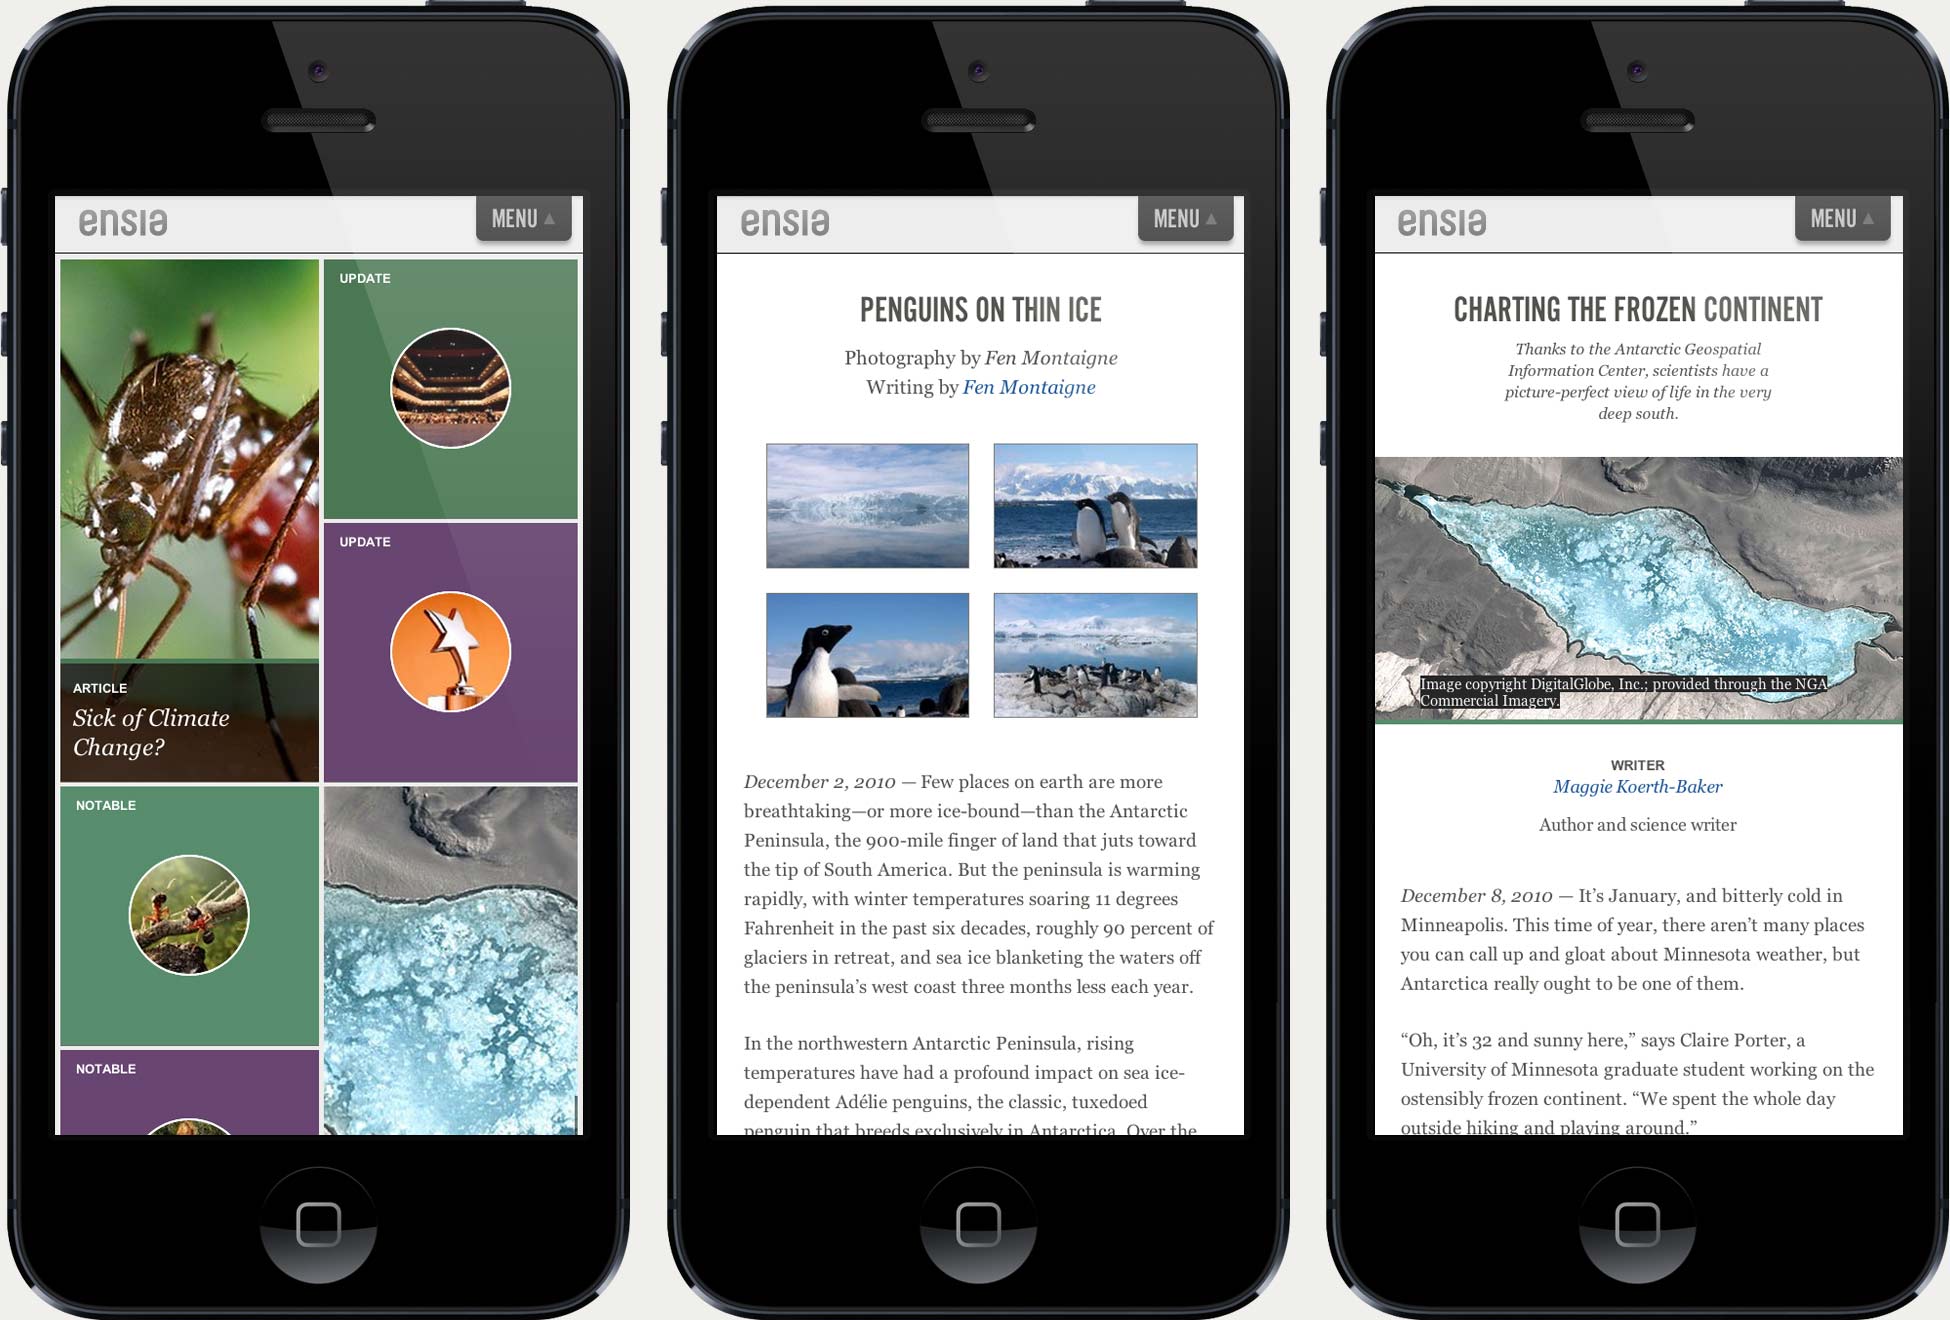 ensia
MENU
UPDATE
UPDATE
ARTICLE
Sick of Climate
Change?
NOTABLE
NOTABLE
ensia
MENU
PENGUINS ON THIN ICE
Photography by Fen Montaigne
Writing by Fen Montaigne
December 2, 2010 — Few places on earth are more
breathtaking—or more ice-bound—than the Antarctic
Peninsula, the 900-mile finger of land that juts toward
the tip of South America. But the peninsula is warming
rapidly, with winter temperatures soaring 11 degrees
Fahrenheit in the past six decades, roughly 90 percent of
glaciers in retreat, and sea ice blanketing the waters off
the peninsula’s west coast three months less each year.
In the northwestern Antarctic Peninsula, rising
temperatures have had a profound impact on sea ice-
dependent Adélie penguins, the classic, tuxedoed
penguin that breeds exclusively in Antarctica. Over the
ensia
MENU
CHARTING THE FROZEN CONTINENT
Thanks to the Antarctic Geospatial
Information Center, scientists have a
picture-perfect view of life in the very
deep south.
Image copyright DigitalGlobe, Inc.; provided through the NGA
Commercial Imagery.
WRITER
Maggie Koerth-Baker
Author and science writer
December 8, 2010 — It’s January, and bitterly cold in
Minneapolis. This time of year, there aren’t many places
you can call up and gloat about Minnesota weather, but
Antarctica really ought to be one of them.
“Oh, it’s 32 and sunny here,” says Claire Porter, a
University of Minnesota graduate student working on the
ostensibly frozen continent. “We spent the whole day
outside hiking and playing around.”